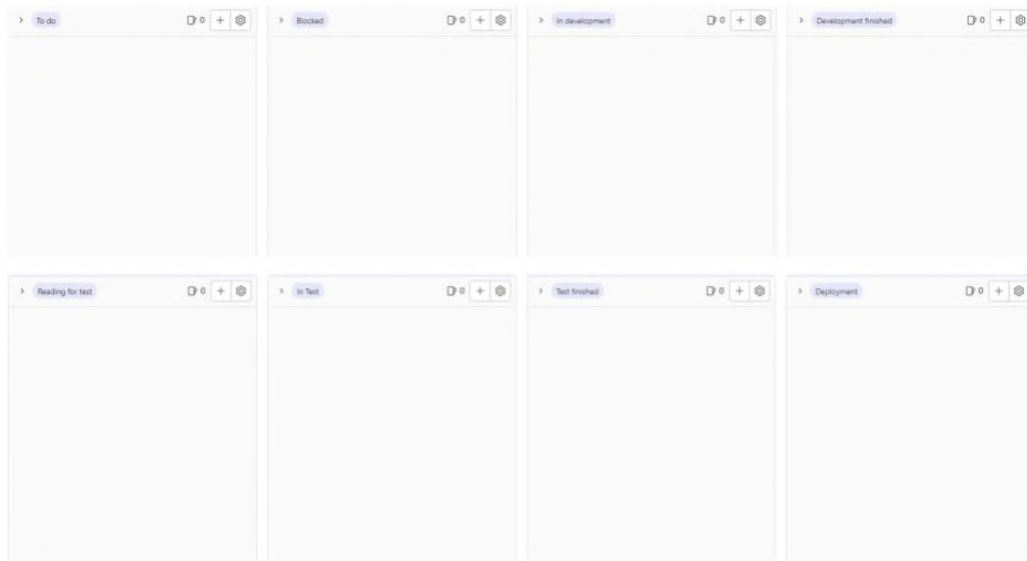 To do 0
Blocked 0
In development 0
Development finished 0
Reading for test 0
In Test 0
Test finished 0
Deployment 0